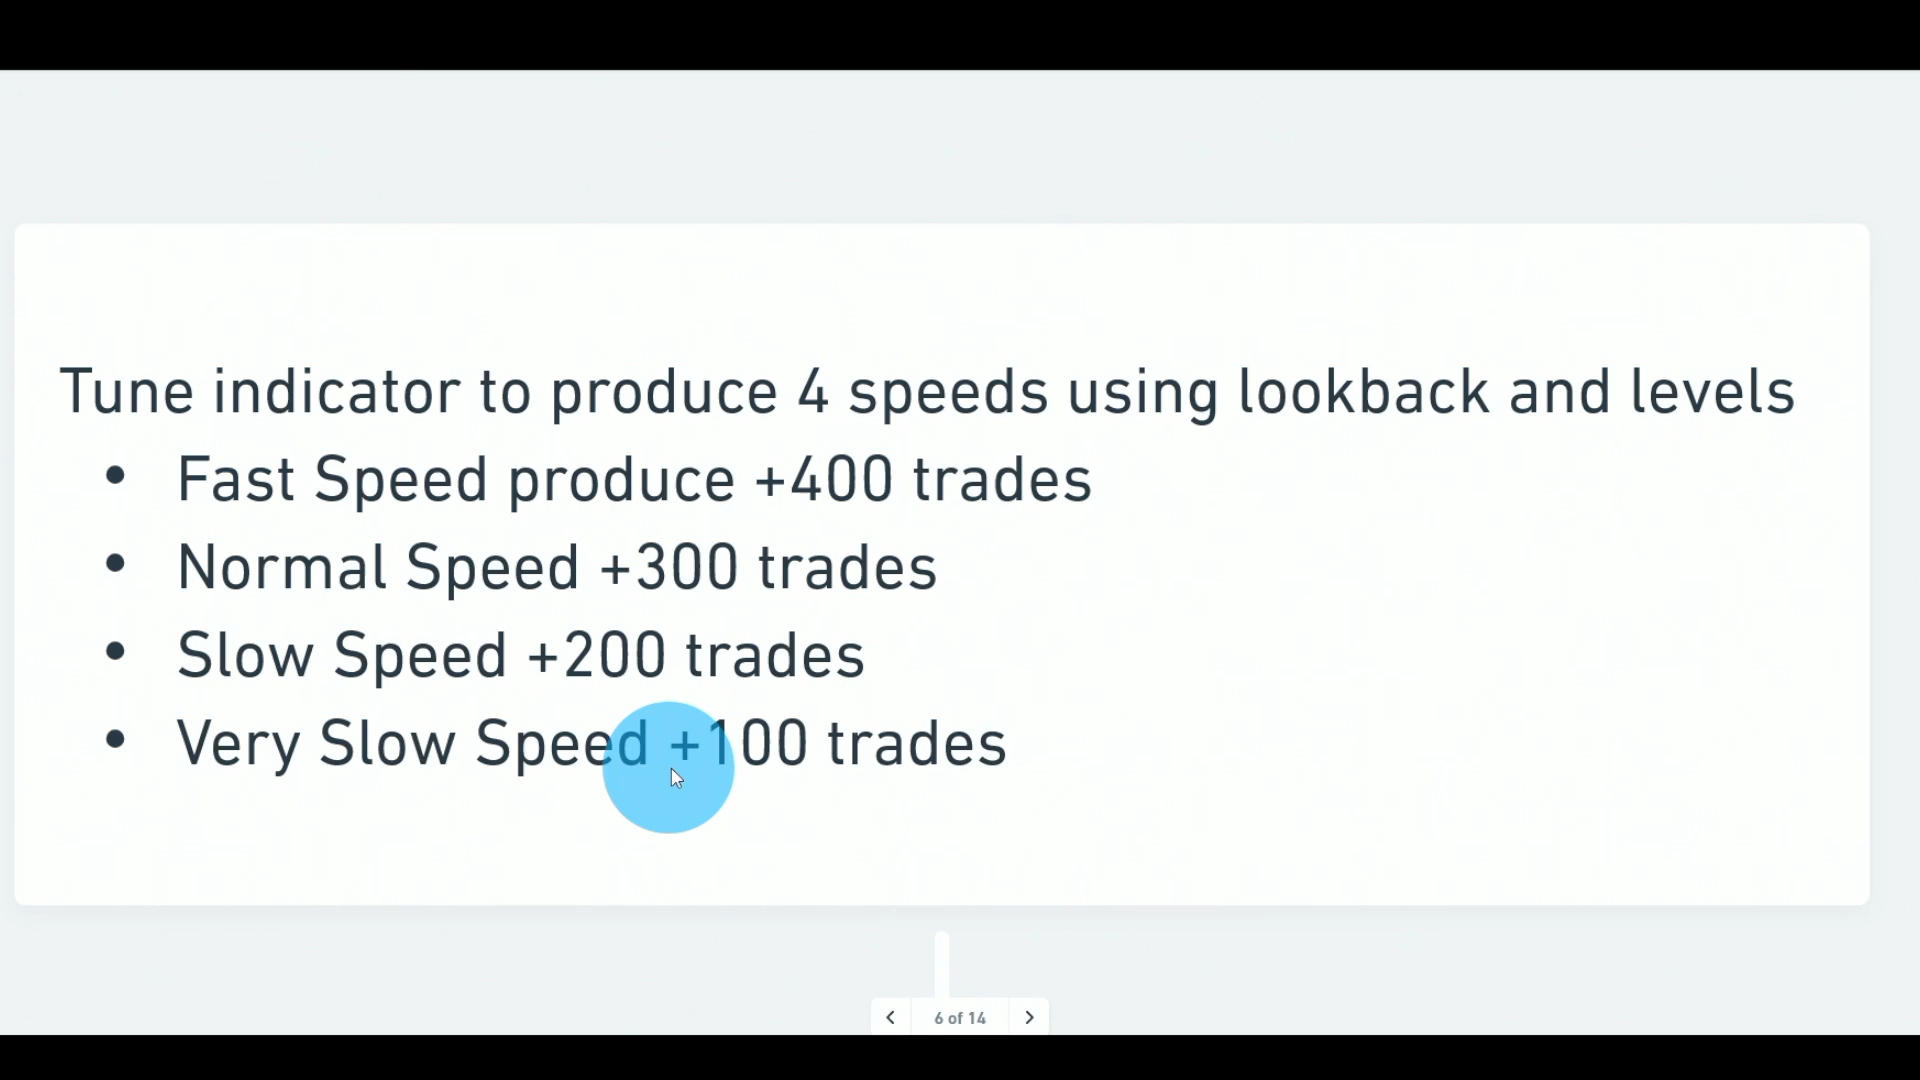 Tune indicator to produce 4 speeds using lookback and levels
• Fast Speed produce +400 trades
• Normal Speed +300 trades
• Slow Speed +200 trades
• Very Slow Speed +100 trades
6 of 14